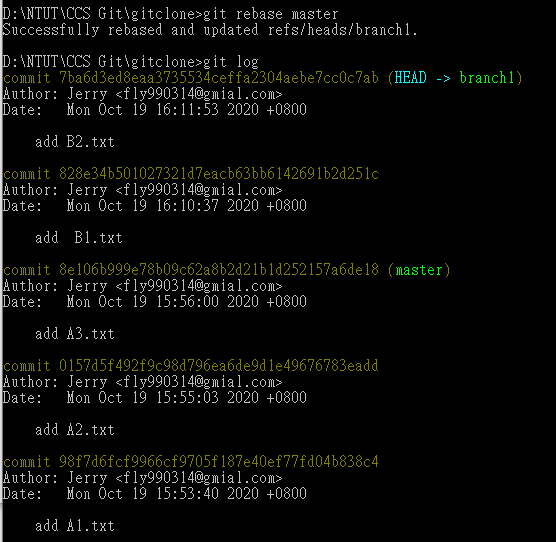 D:\NTUT\CCS Git\gitclone>git rebase master
Successfully rebased and updated refs/heads/branch1.
D:\NTUT\CCS Git\gitclone>git log
commit 7ba6d3ed8eaa3735534ceffa2304aebe7cc0c7ab (HEAD -> branch1)
Author: Jerry <fly990314@gmial.com>
Date:   Mon Oct 19 16:11:53 2020 +0800
    add B2.txt
commit 828e34b501027321d7eacb63bb6142691b2d251c
Author: Jerry <fly990314@gmial.com>
Date:   Mon Oct 19 16:10:37 2020 +0800
    add  B1.txt
commit 8e106b999e78b09c62a8b2d21b1d252157a6de18 (master)
Author: Jerry <fly990314@gmial.com>
Date:   Mon Oct 19 15:56:00 2020 +0800
    add A3.txt
commit 0157d5f492f9c98d796ea6de9d1e49676783eadd
Author: Jerry <fly990314@gmial.com>
Date:   Mon Oct 19 15:55:03 2020 +0800
    add A2.txt
commit 98f7d6fcf9966cf9705f187e40ef77fd04b838c4
Author: Jerry <fly990314@gmial.com>
Date:   Mon Oct 19 15:53:40 2020 +0800
    add A1.txt